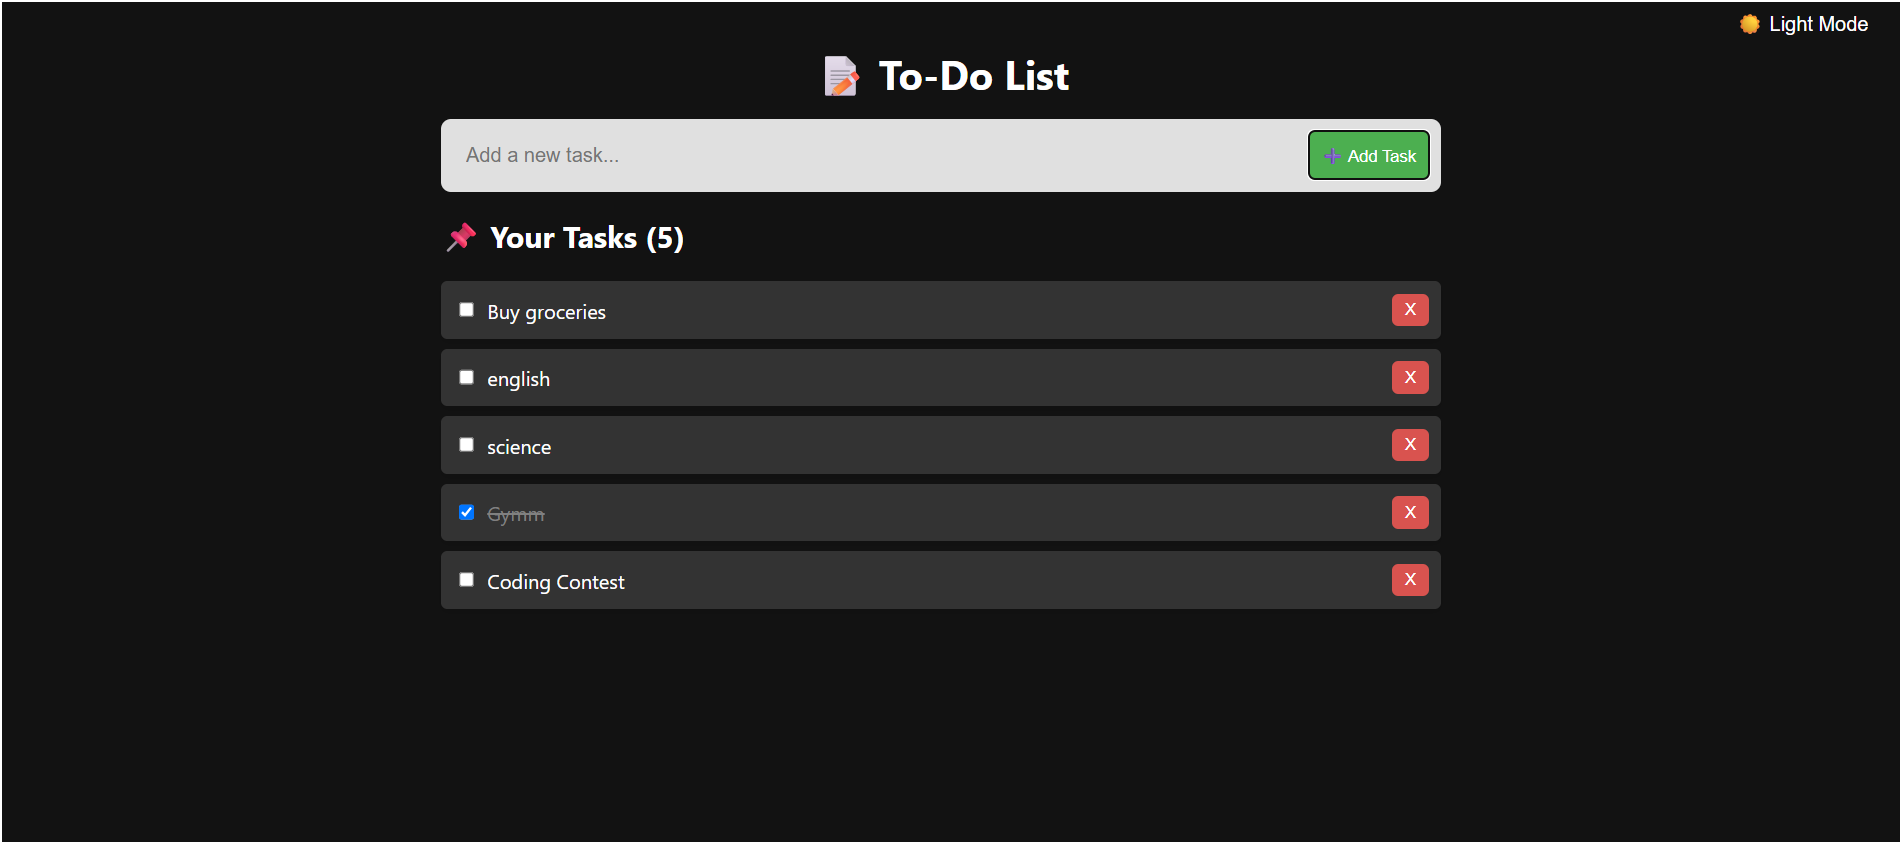 Light Mode
To-Do List
Add a new task...
Add Task
Your Tasks (5)
Buy groceries
X
english
X
science
X
Gymm
X
Coding Contest
X